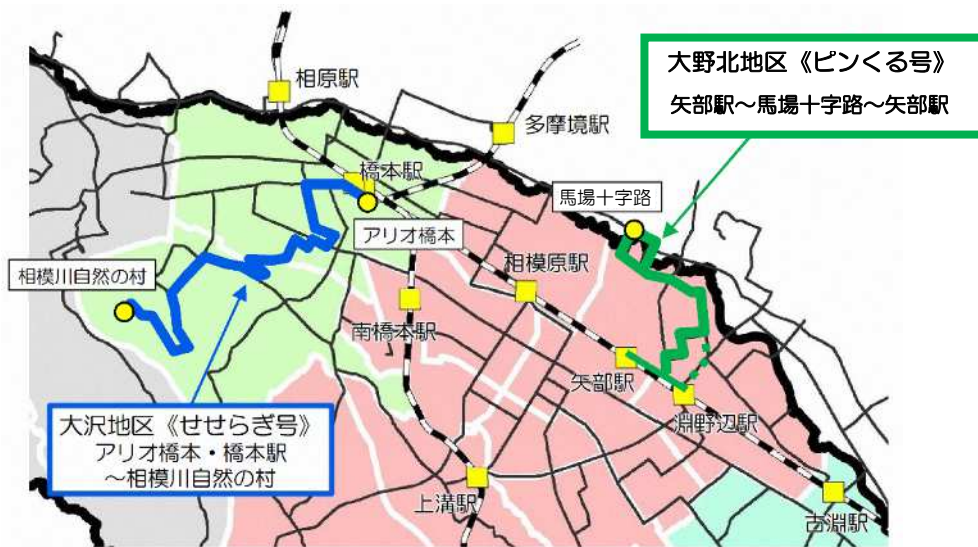 大野北地区《ピンくる号》
矢部駅～馬場十字路～矢部駅
相原駅
多摩境駅
橋本駅
馬場十字路
アリオ橋本
相模川自然の村
相模原駅
南橋本駅
矢部駅
淵野辺駅
大沢地区《せせらぎ号》
アリオ橋本・橋本駅
～相模川自然の村
上溝駅
古淵駅